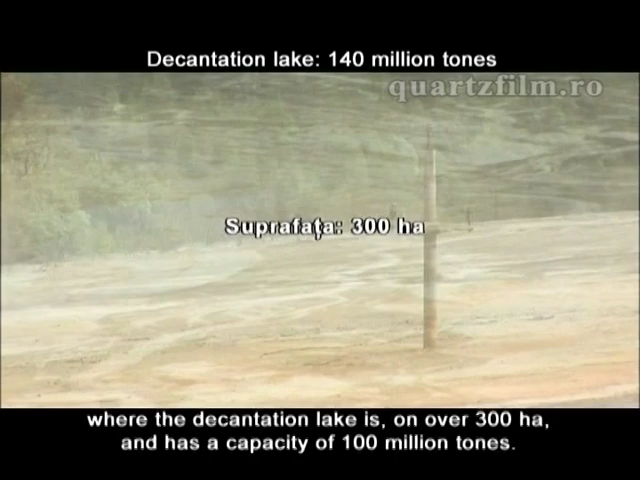 Decantation lake: 140 million tones
quartzfilm.ro
Suprafața: 300 ha
where the decantation lake is, on over 300 ha,
and has a capacity of 100 million tones.